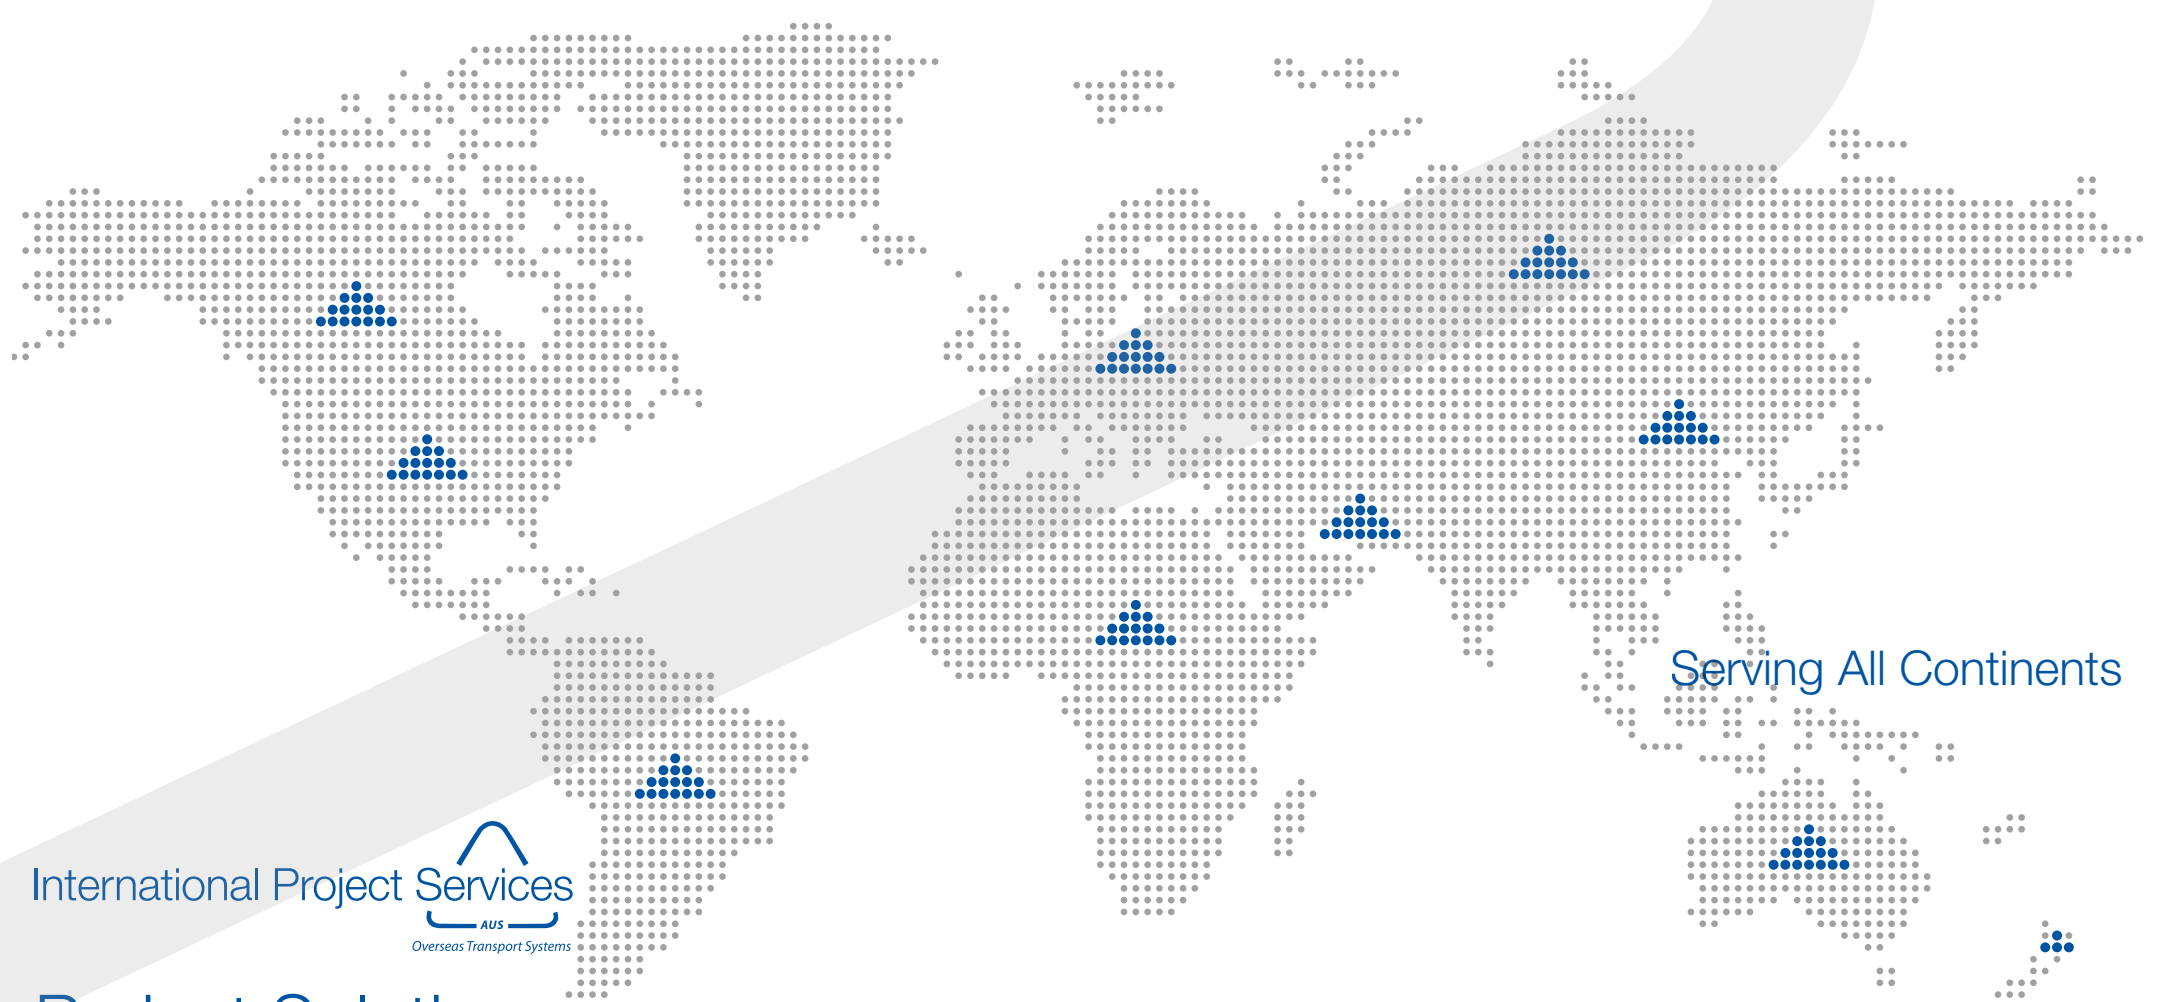 Serving All Continents
International Project Services
AUS
Overseas Transport Systems